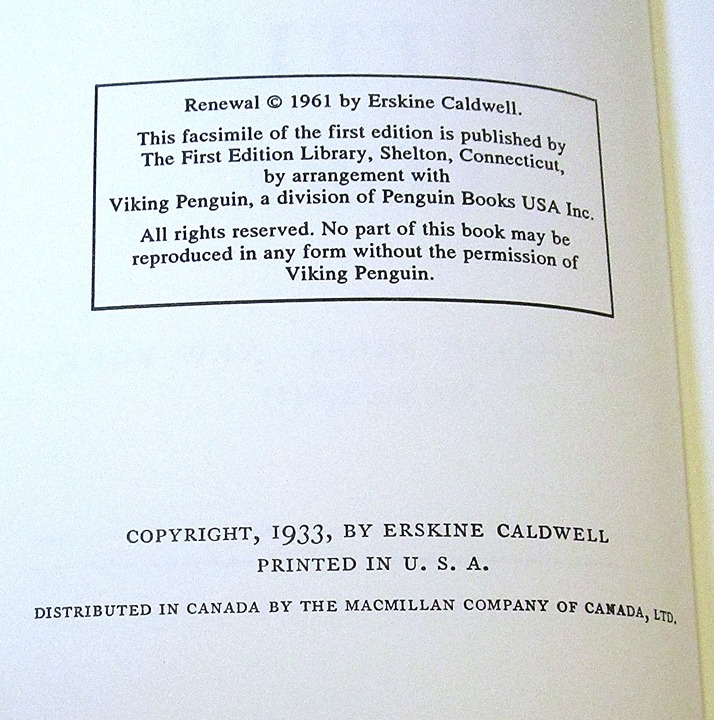 Renewal © 1961 by Erskine Caldwell.
This facsimile of the first edition is published by
The First Edition Library, Shelton, Connecticut,
by arrangement with
Viking Penguin, a division of Penguin Books USA Inc.
All rights reserved. No part of this book may be
reproduced in any form without the permission of
Viking Penguin.
COPYRIGHT, 1933, BY ERSKINE CALDWELL
PRINTED IN U. S. A.
DISTRIBUTED IN CANADA BY THE MACMILLAN COMPANY OF CANADA, LTD.